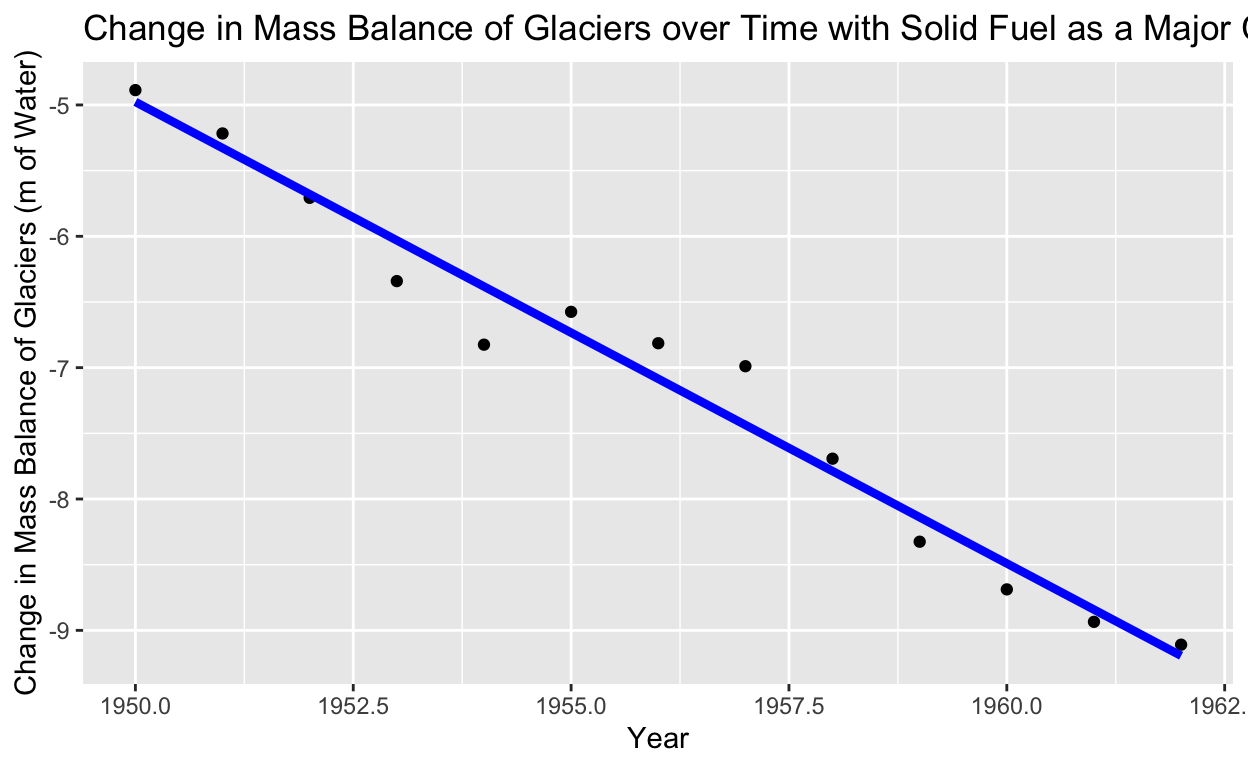 Change in Mass Balance of Glaciers over Time with Solid Fuel as a Major
Change in Mass Balance of Glaciers (m of Water)
-5
-6
-7
-8
-9
1950.0 1952.5 1955.0 1957.5 1960.0 1962.
Year